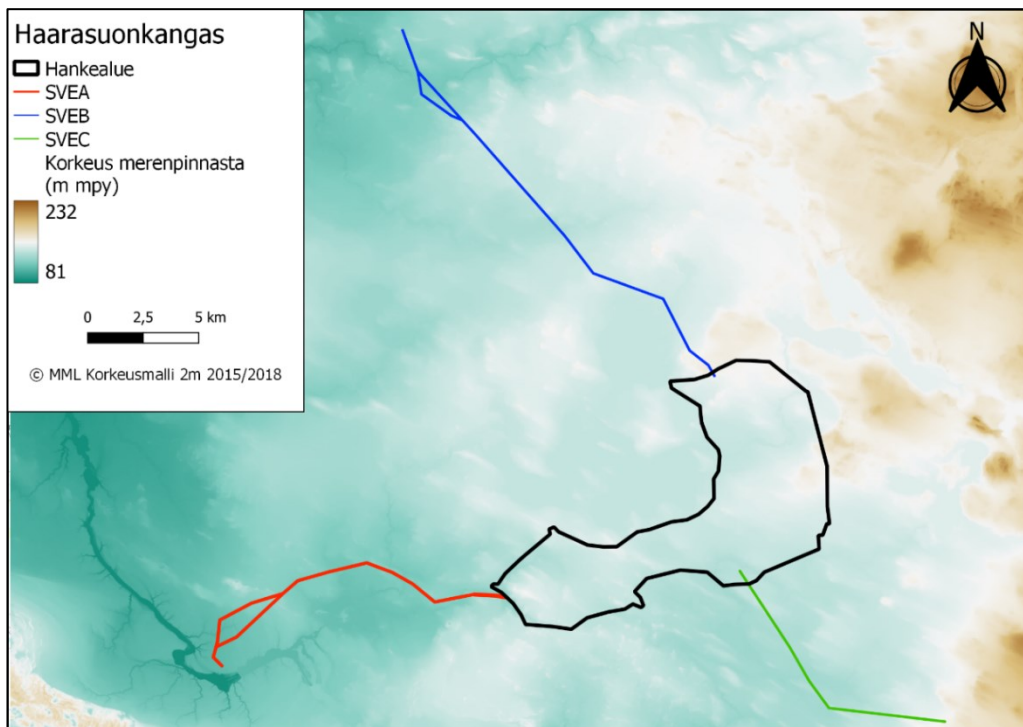 Haarasuonkangas
Hankealue
SVEA
SVEB
SVEC
Korkeus merenpinnasta
(m mpy)
232
81
0 2,5 5 km
© MML Korkeusmalli 2m 2015/2018
N